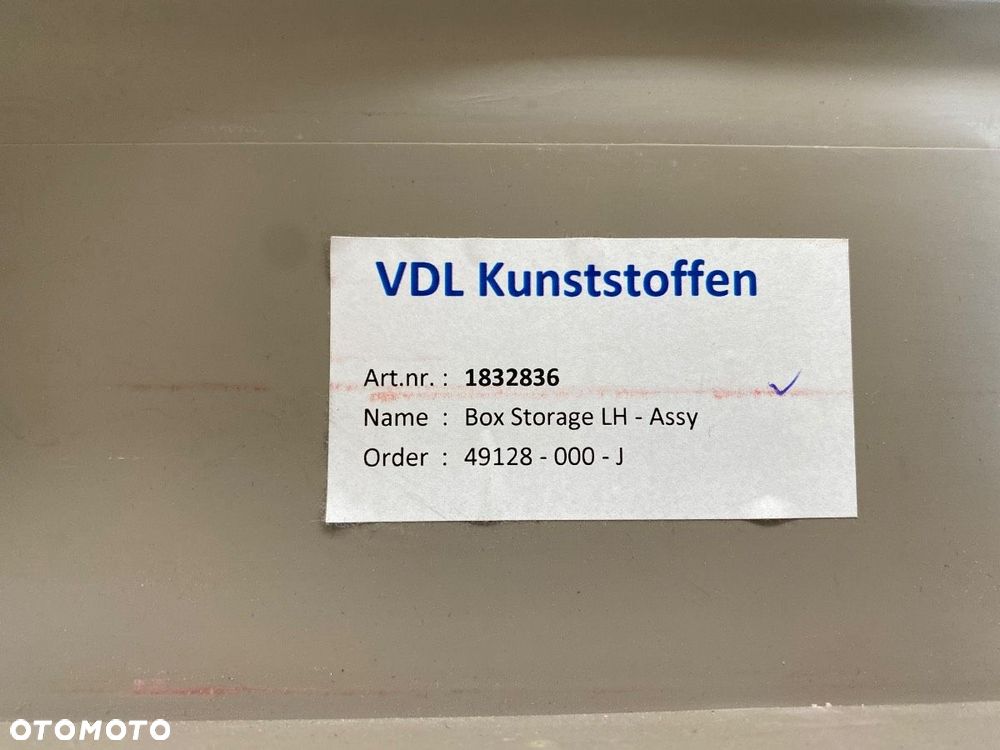 VDL Kunststoffen
Art.nr. : 1832836
Name : Box Storage LH - Assy
Order : 49128 - 000 - J
OTOMOTO